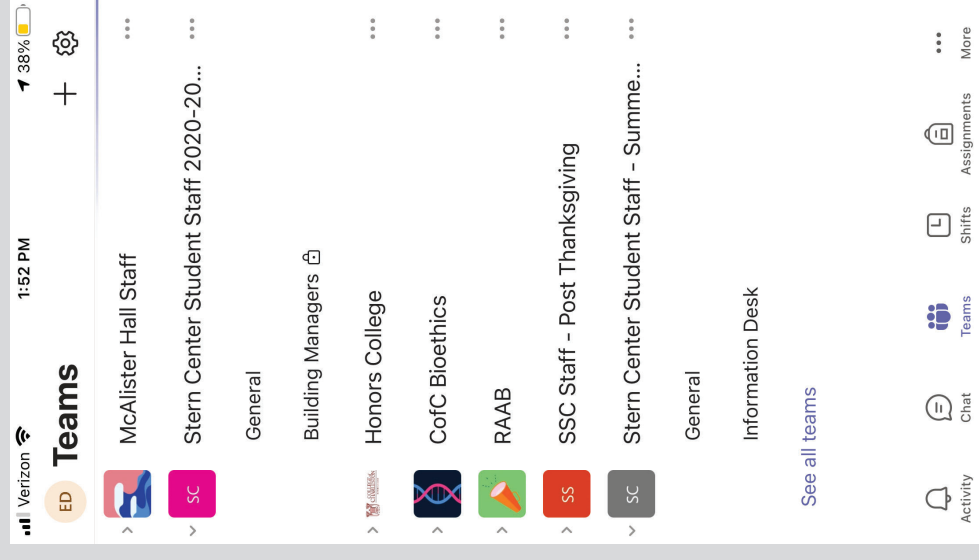 Verizon 1:52 PM 38%
ED Teams
McAlister Hall Staff
SC Stern Center Student Staff 2020-20...
General
Building Managers
Honors College
CofC Bioethics
RAAB
SS SSC Staff - Post Thanksgiving
SC Stern Center Student Staff - Summe...
General
Information Desk
See all teams
Activity Chat Teams Shifts Assignments More